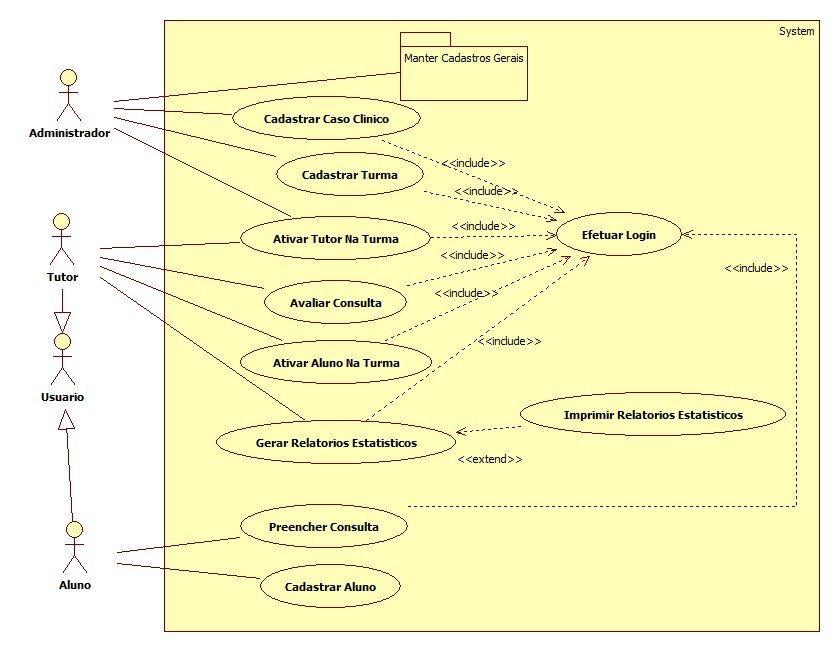 System
Manter Cadastros Gerais
Administrador
Cadastrar Caso Clinico
<<include>>
Cadastrar Turma
<<include>>
Ativar Tutor Na Turma
<<include>>
Efetuar Login
<<include>>
<<include>>
Tutor
Avaliar Consulta
<<include>>
<<include>>
Ativar Aluno Na Turma
Usuario
Imprimir Relatorios Estatisticos
Gerar Relatorios Estatisticos
<<extend>>
Preencher Consulta
Aluno
Cadastrar Aluno